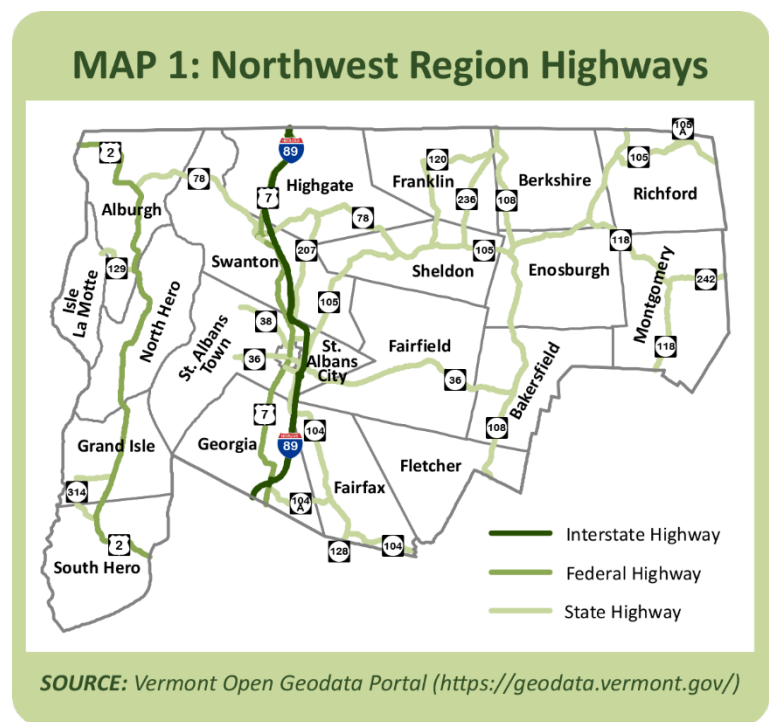 MAP 1: Northwest Region Highways
105
A
2
89
120
105
78
7
Highgate
Franklin
Berkshire
Richford
Alburgh
236
108
207
78
118
Swanton
105
Sheldon
Enosburgh
129
242
Isle
La Motte
North Hero
105
Montgomery
38
St. Albans
Town
36
St.
Albans
City
Fairfield
118
36
Bakersfield
7
Georgia
89
104
108
Grand Isle
Fletcher
314
104
A
Fairfax
2
128
104
South Hero
Interstate Highway
Federal Highway
State Highway
SOURCE: Vermont Open Geodata Portal (https://geodata.vermont.gov/)